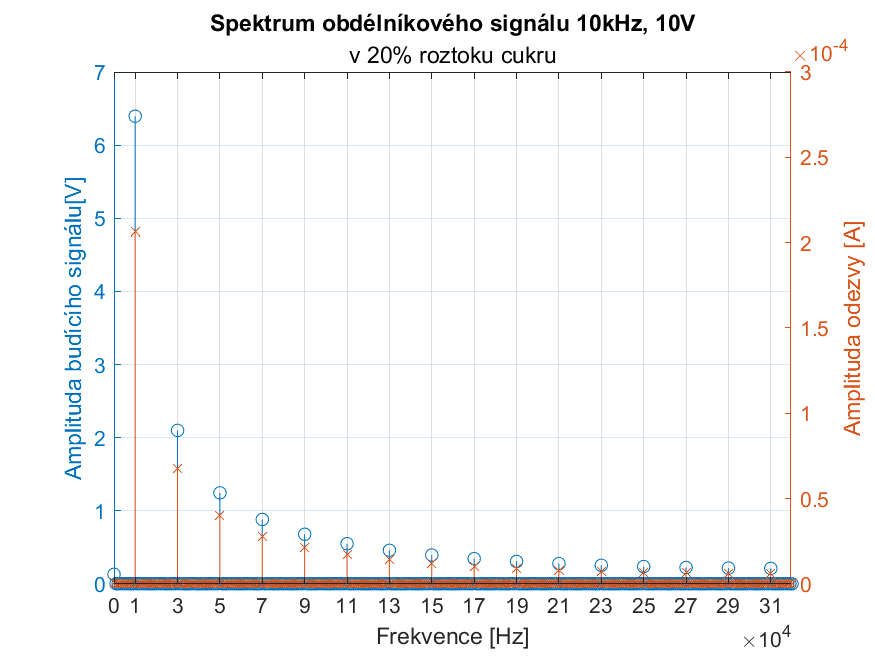 Spektrum obdélníkového signálu 10kHz, 10V
v 20% roztoku cukru
×10⁻⁴
7
6
5
4
3
2
1
0
Amplituda budícího signálu[V]
3
2.5
2
1.5
1
0.5
0
Amplituda odezvy [A]
0 1 3 5 7 9 11 13 15 17 19 21 23 25 27 29 31
Frekvence [Hz]
×10⁴